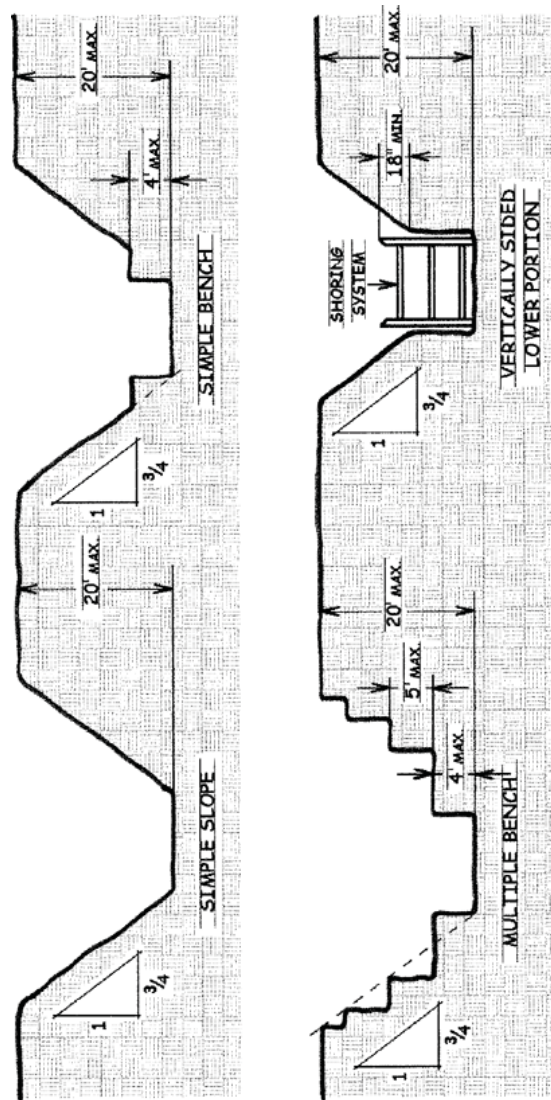 20' MAX.
1
3/4
SIMPLE SLOPE
20' MAX.
4' MAX.
1
3/4
SIMPLE BENCH
20' MAX.
5' MAX.
4' MAX.
1
3/4
MULTIPLE BENCH
20' MAX.
18" MIN
SHORING
SYSTEM
1
3/4
VERTICALLY SIDED
LOWER PORTION